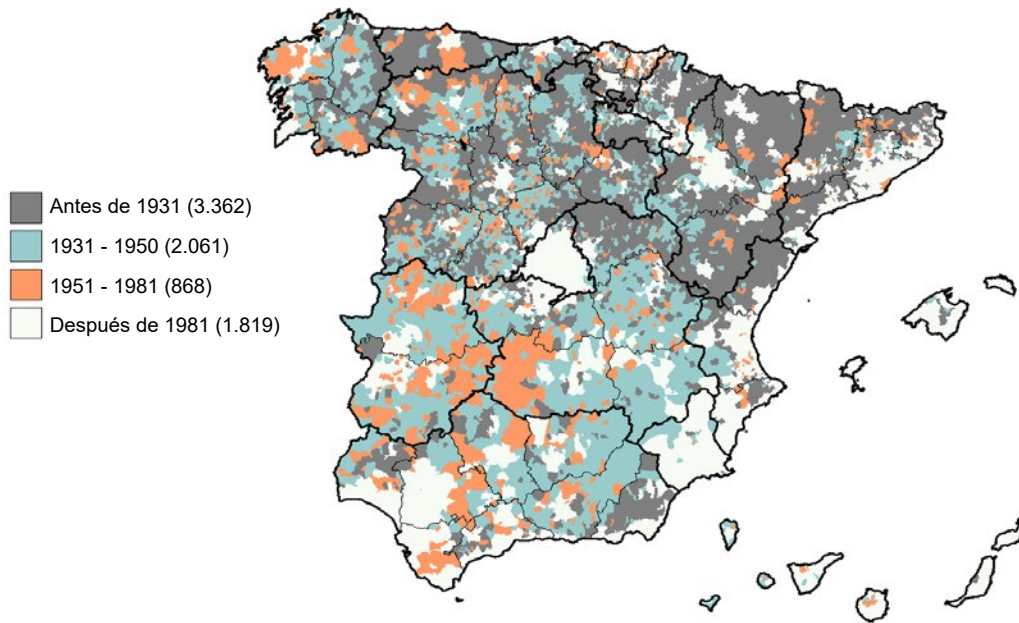 Antes de 1931 (3.362)
1931 - 1950 (2.061)
1951 - 1981 (868)
Después de 1981 (1.819)